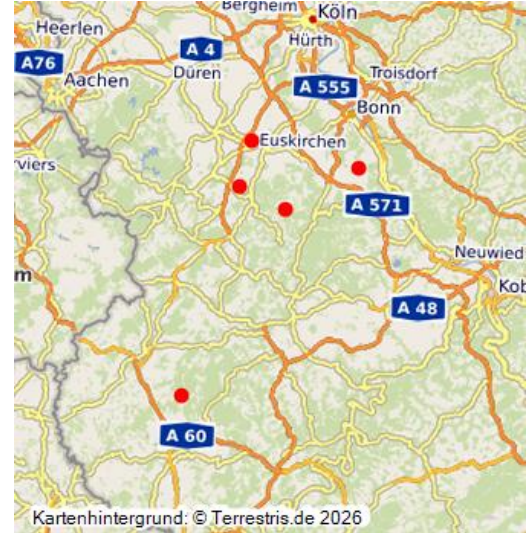 Bergheim
Köln
Heerlen
A 4
Hürth
A76
Düren
Troisdorf
Aachen
A 555
Bonn
Euskirchen
rviers
A 571
Neuwied
m
Kob
A 48
A 60
Kartenhintergrund: © Terrestris.de 2026